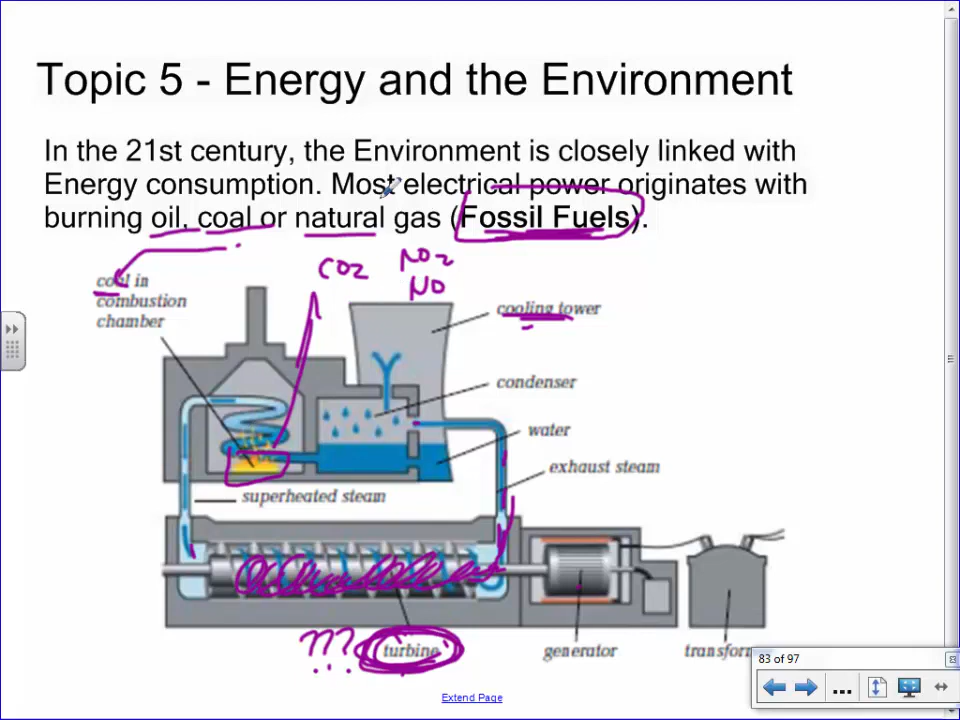 Topic 5 - Energy and the Environment
In the 21st century, the Environment is closely linked with
Energy consumption. Most electrical power originates with
burning oil, coal or natural gas (Fossil Fuels).
CO2
NO2
NO
coal in
combustion
chamber
cooling tower
condenser
water
exhaust steam
superheated steam
???
turbine
generator
transform
83 of 97
...
Extend Page